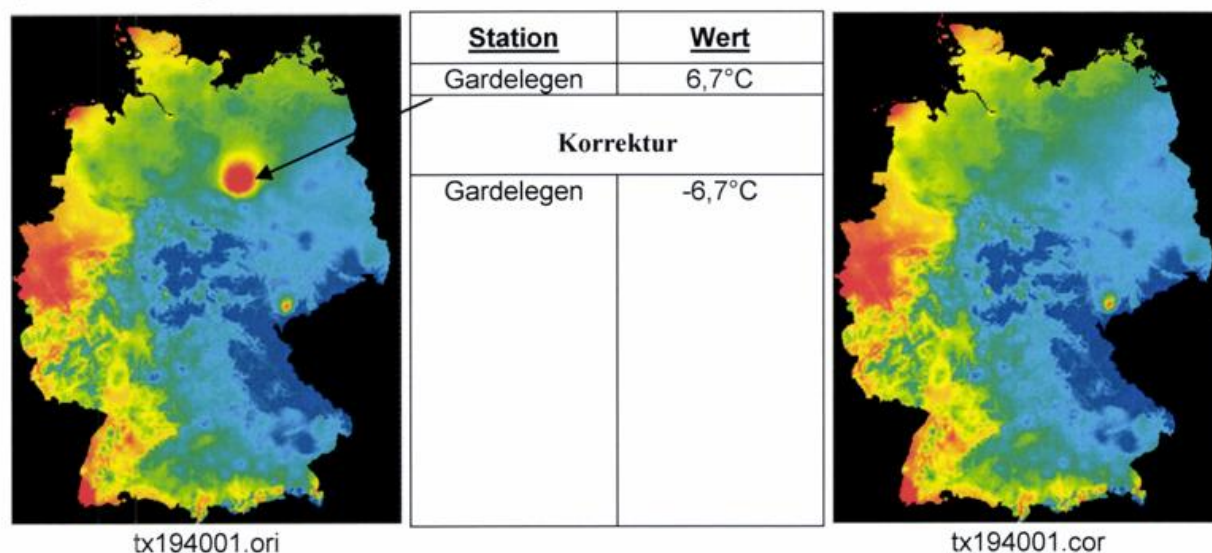 Station Wert
Gardelegen 6,7°C
Korrektur
Gardelegen -6,7°C
tx194001.ori tx194001.cor